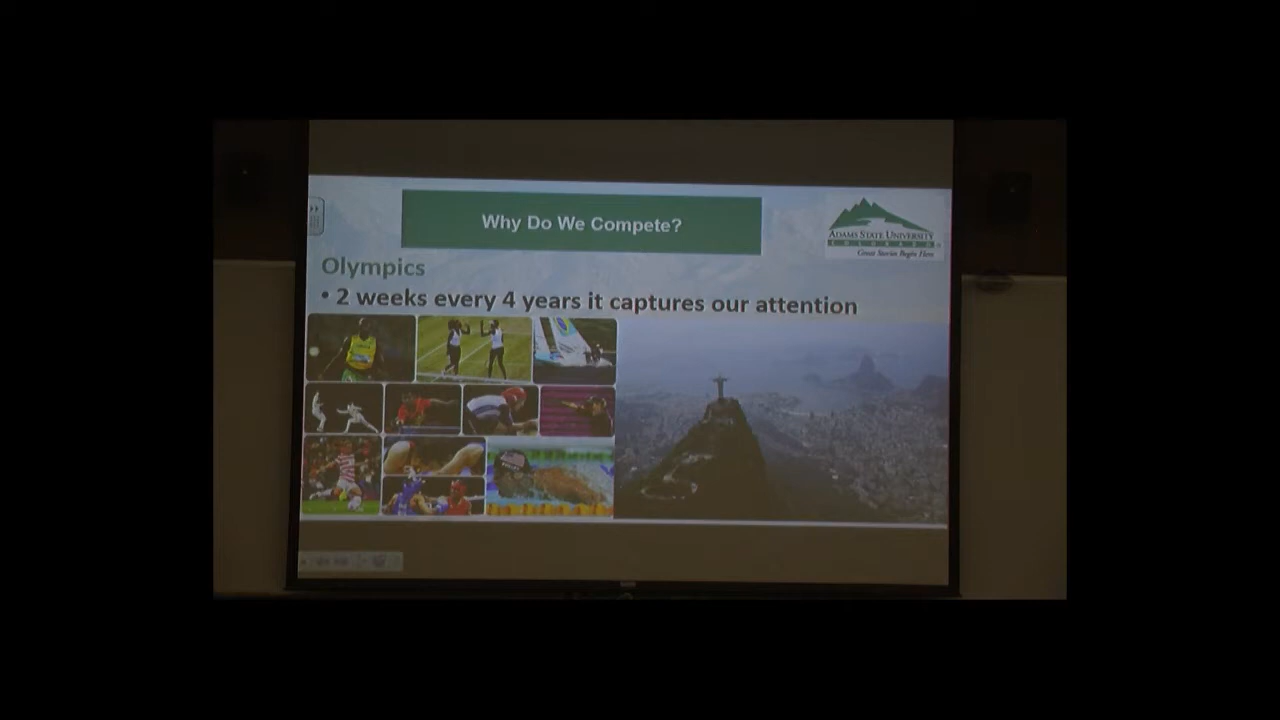 Why Do We Compete?
ADAMS STATE UNIVERSITY
COLORADO
Great Stories Begin Here
Olympics
• 2 weeks every 4 years it captures our attention